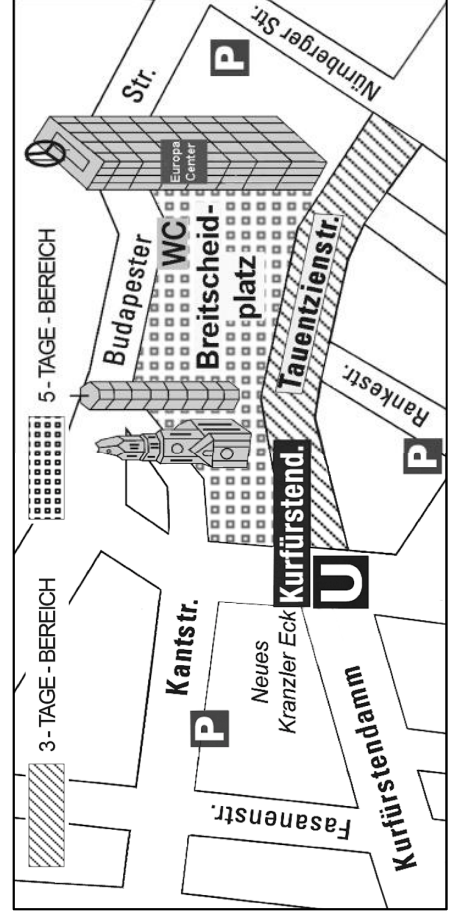 3- TAGE - BEREICH
5- TAGE - BEREICH
Budapester
Str.
Nürnberger Str.
P
WC
Europa
Center
Breitscheid-
platz
Tauentzienstr.
Kantstr.
Kurfürstend.
U
Rankestr.
P
P
Neues
Kranzler Eck
Fasanenstr.
Kurfürstendamm